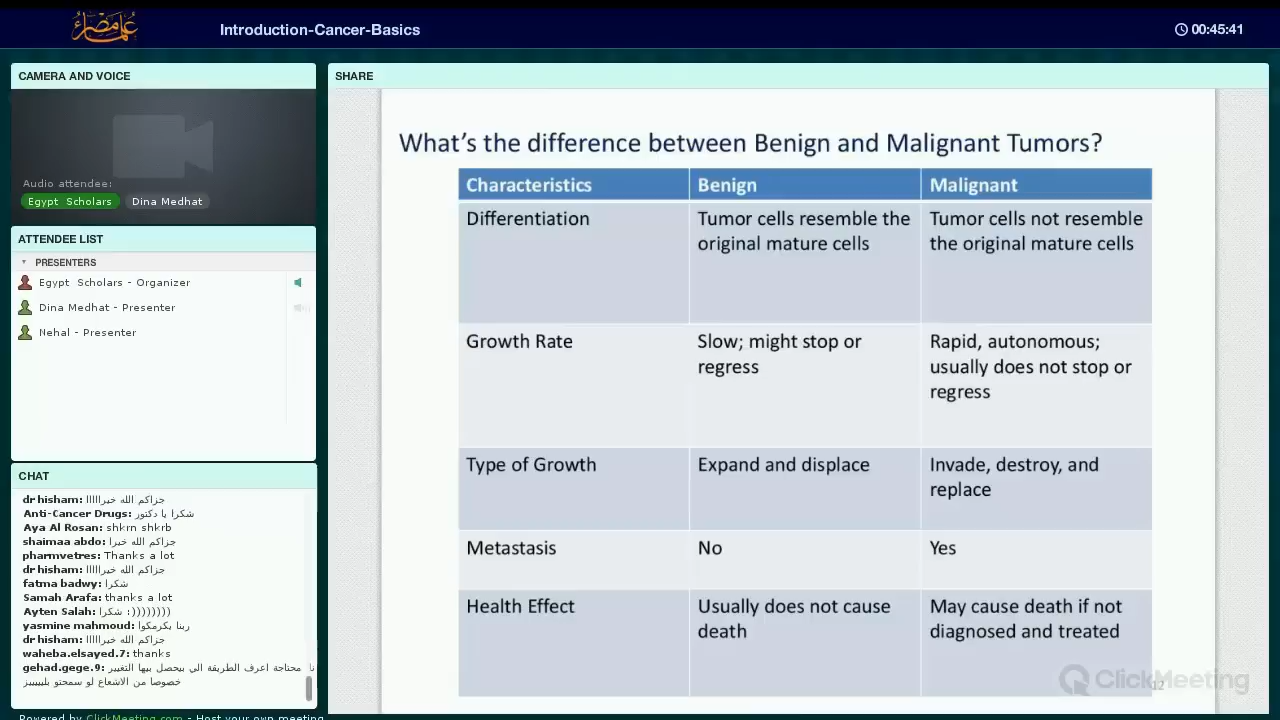 علماء مصر
Introduction-Cancer-Basics
00:45:41
CAMERA AND VOICE
Audio attendee:
Egypt Scholars
Dina Medhat
ATTENDEE LIST
PRESENTERS
Egypt Scholars - Organizer
Dina Medhat - Presenter
Nehal - Presenter
CHAT
dr hisham: جزاكم الله خيرااااا
Anti-Cancer Drugs: شكرا يا دكتور
Aya Al Rosan: shkrn shkrb
shaimaa abdo: جزاكم الله خيرا
pharmvetres: Thanks a lot
dr hisham: جزاكم الله خيرااااا
fatma badwy: شكرا
Samah Arafa: thanks a lot
Ayten Salah: شكرا :))))))))
yasmine mahmoud: ربنا يكرمكوا
dr hisham: جزاكم الله خيرااااا
waheba.elsayed.7: thanks
gehad.gege.9: نا محتاجة اعرف الطريقة الي بيحصل بيها التغيير
خصوصا من الاشعاع لو سمحتو بلييييييز
Powered by ClickMeeting.com - Host your own meeting
SHARE
What's the difference between Benign and Malignant Tumors?
Characteristics Benign Malignant
Differentiation
Tumor cells resemble the
original mature cells
Tumor cells not resemble
the original mature cells
Growth Rate
Slow; might stop or
regress
Rapid, autonomous;
usually does not stop or
regress
Type of Growth
Expand and displace
Invade, destroy, and
replace
Metastasis
No
Yes
Health Effect
Usually does not cause
death
May cause death if not
diagnosed and treated
12
ClickMeeting